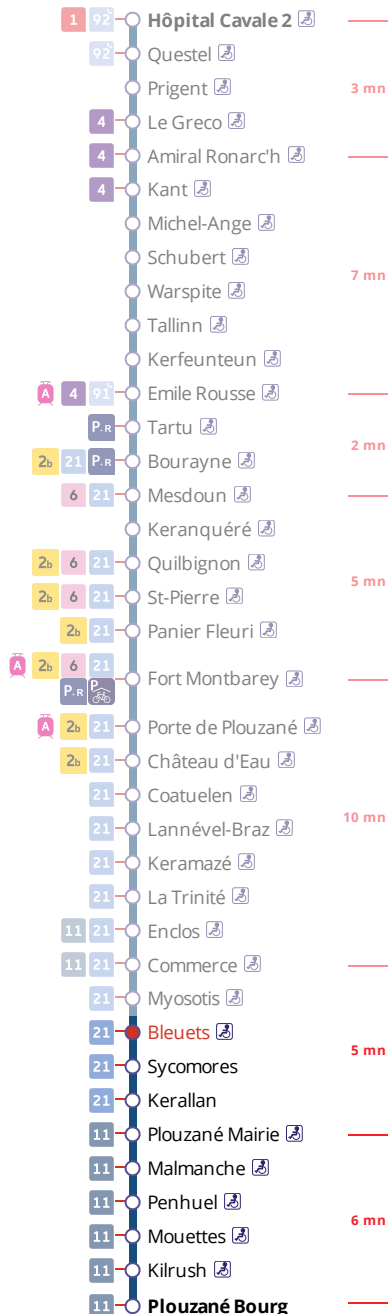 1 92 Hôpital Cavale 2
92 Questel
Prigent 3 mn
4 Le Greco
4 Amiral Ronarc'h
4 Kant
Michel-Ange
Schubert 7 mn
Warspite
Tallinn
Kerfeunteun
A 4 91 Emile Rousse
P.R Tartu 2 mn
2b 21 P.R Bourayne
6 21 Mesdoun
Keranquéré
2b 6 21 Quilbignon 5 mn
2b 6 21 St-Pierre
2b 21 Panier Fleuri
A 2b 6 21 Fort Montbarey
P.R P
A 2b 21 Porte de Plouzané
2b 21 Château d'Eau
21 Coatuelen
21 Lannével-Braz 10 mn
21 Keramazé
21 La Trinité
11 21 Enclos
11 21 Commerce
21 Myosotis
21 Bleuets
21 Sycomores 5 mn
21 Kerallan
11 Plouzané Mairie
11 Malmanche
11 Penhuel
11 Mouettes 6 mn
11 Kilrush
11 Plouzané Bourg